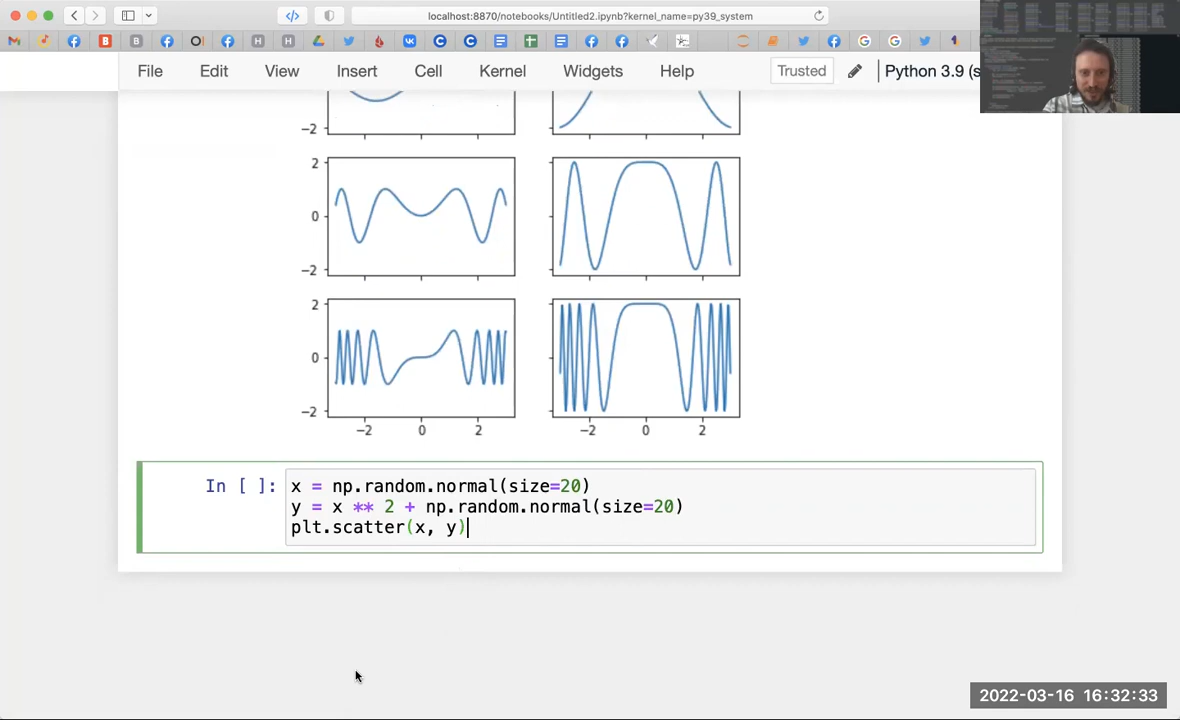 localhost:8870/notebooks/Untitled2.ipynb?kernel_name=py39_system
File Edit View Insert Cell Kernel Widgets Help Trusted Python 3.9 (s
−2
2
0
−2
2
0
−2
−2 0 2 −2 0 2
In [ ]: x = np.random.normal(size=20)
y = x ** 2 + np.random.normal(size=20)
plt.scatter(x, y)
2022-03-16 16:32:33